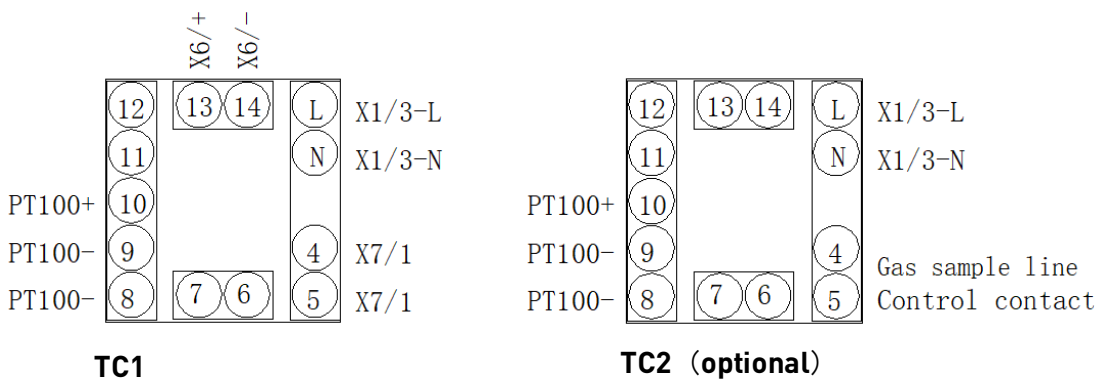 X6/+ X6/-
12 13 14 L X1/3-L
11 N X1/3-N
PT100+ 10
PT100- 9 4 X7/1
PT100- 8 7 6 5 X7/1
TC1
12 13 14 L X1/3-L
11 N X1/3-N
PT100+ 10
PT100- 9 4
Gas sample line
PT100- 8 7 6 5 Control contact
TC2（optional）